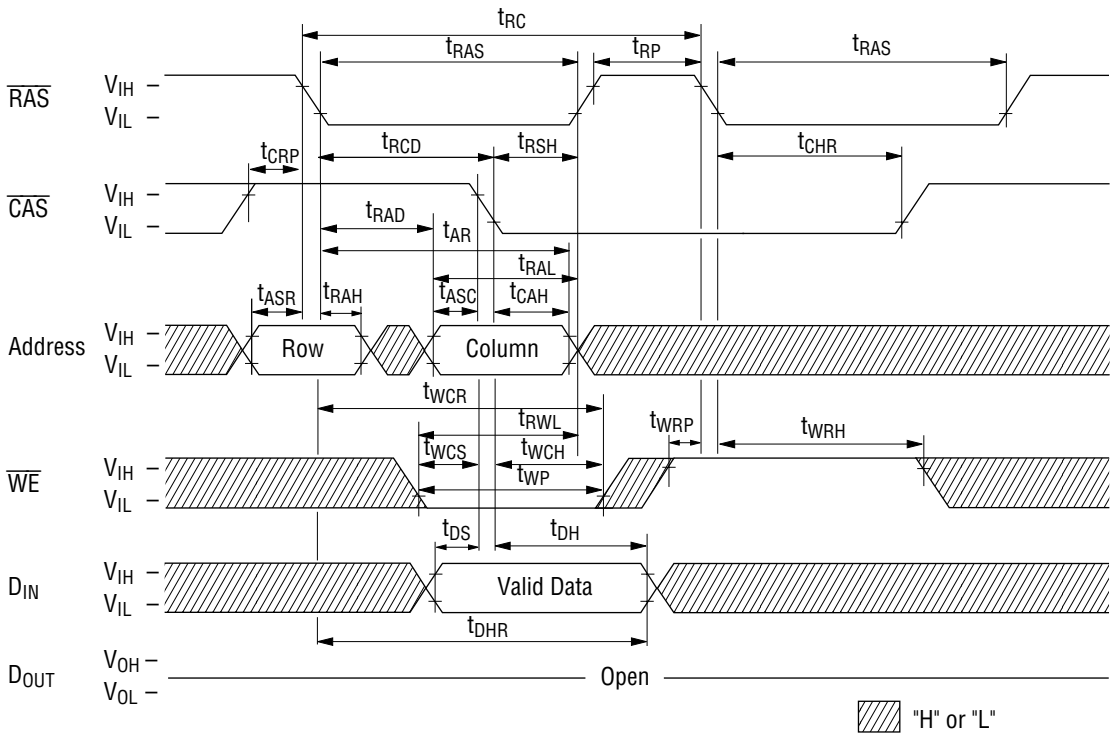 tRC
tRAS
tRP
tRAS
RAS
VIH –
VIL –
tCRP
tRCD
tRSH
tCHR
CAS
VIH –
VIL –
tRAD
tAR
tRAL
tASR
tRAH
tASC
tCAH
Address
VIH –
VIL –
Row
Column
tWCR
tRWL
tWRP
tWRH
tWCS
tWCH
WE
VIH –
VIL –
tWP
tDS
tDH
DIN
VIH –
VIL –
Valid Data
tDHR
DOUT
VOH –
VOL –
Open
"H" or "L"